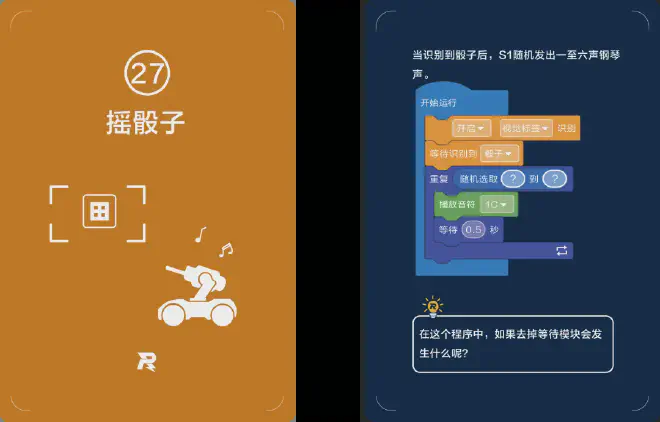 27
摇骰子
当识别到骰子后，S1随机发出一至六声钢琴
声。
开始运行
开启 视觉标签 识别
等待识别到 骰子
重复 随机选取 ? 到 ?
播放音符 1C
等待 0.5 秒
在这个程序中，如果去掉等待模块会发
生什么呢?